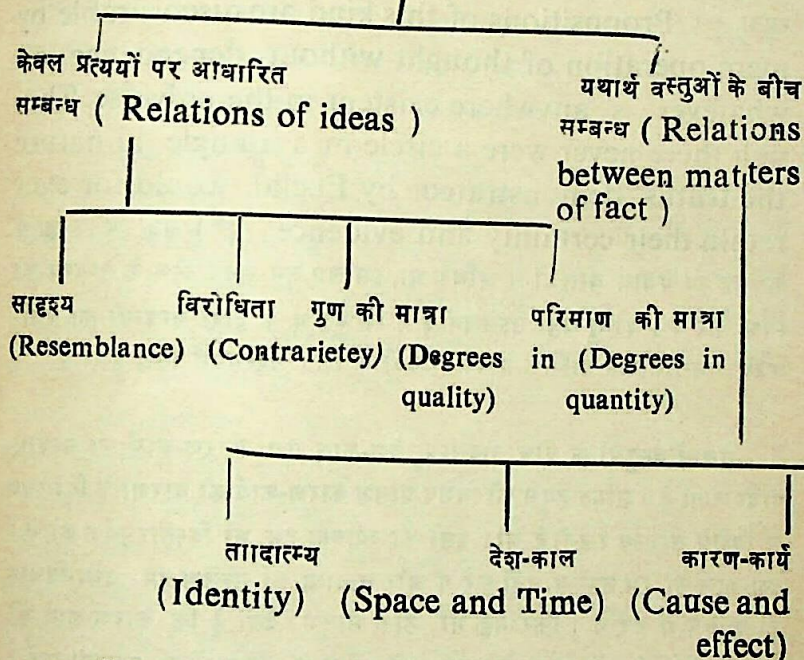 केवल प्रत्ययों पर आधारित
सम्बन्ध ( Relations of ideas )
यथार्थ वस्तुओं के बीच
सम्बन्ध ( Relations
between matters
of fact )
सादृश्य
(Resemblance)
विरोधिता
(Contrarietey)
गुण की मात्रा
(Degrees in
quality)
परिमाण की मात्रा
(Degrees in
quantity)
ताादात्म्य
(Identity)
देश-काल
(Space and Time)
कारण-कार्य
(Cause and
effect)